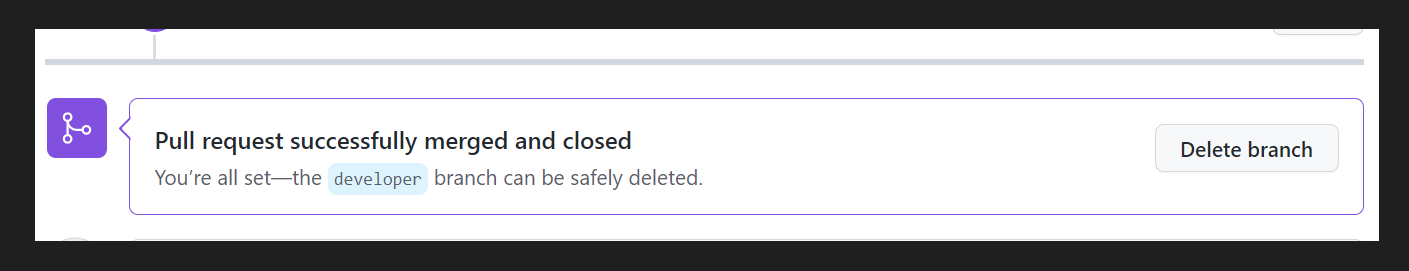 Pull request successfully merged and closed
You’re all set—the developer branch can be safely deleted.
Delete branch